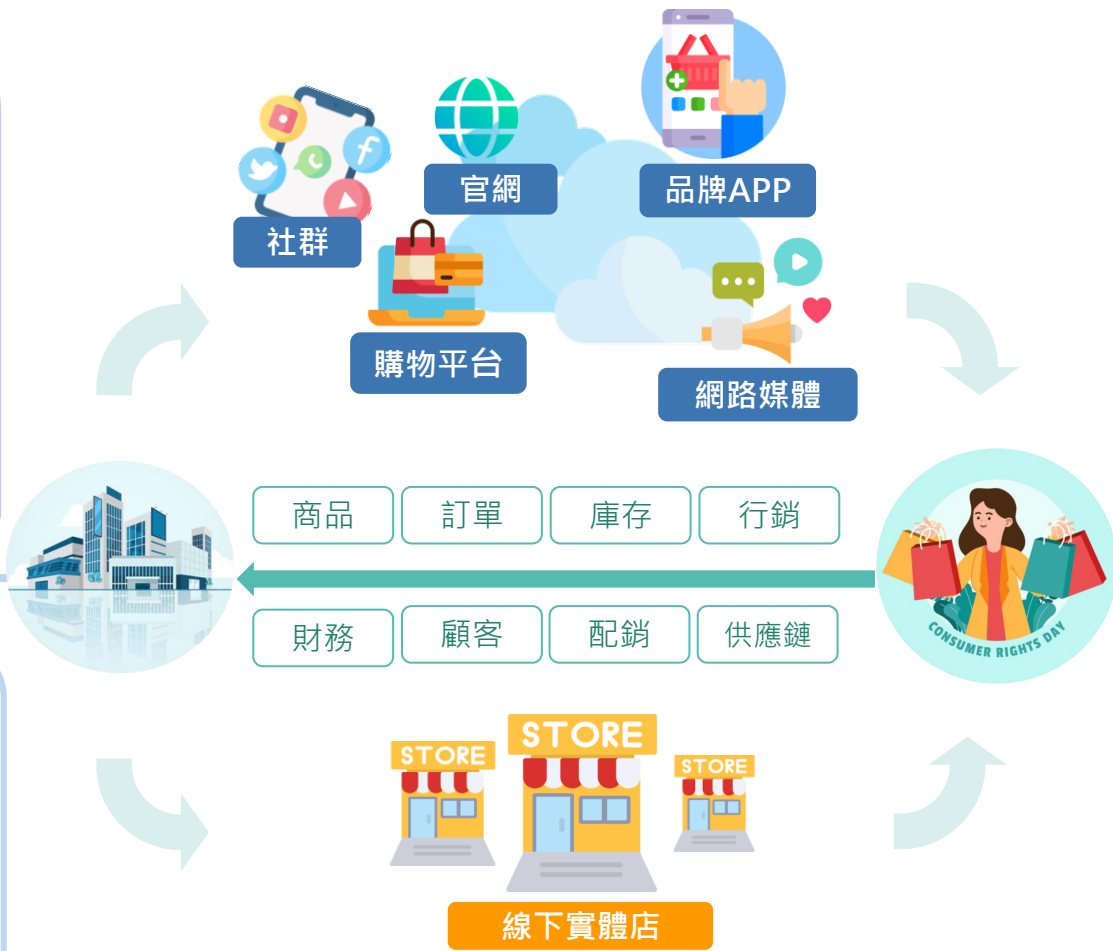 官網
品牌APP
社群
購物平台
網路媒體
商品
訂單
庫存
行銷
財務
顧客
配銷
供應鏈
CONSUMER RIGHTS DAY
STORE
STORE
STORE
線下實體店